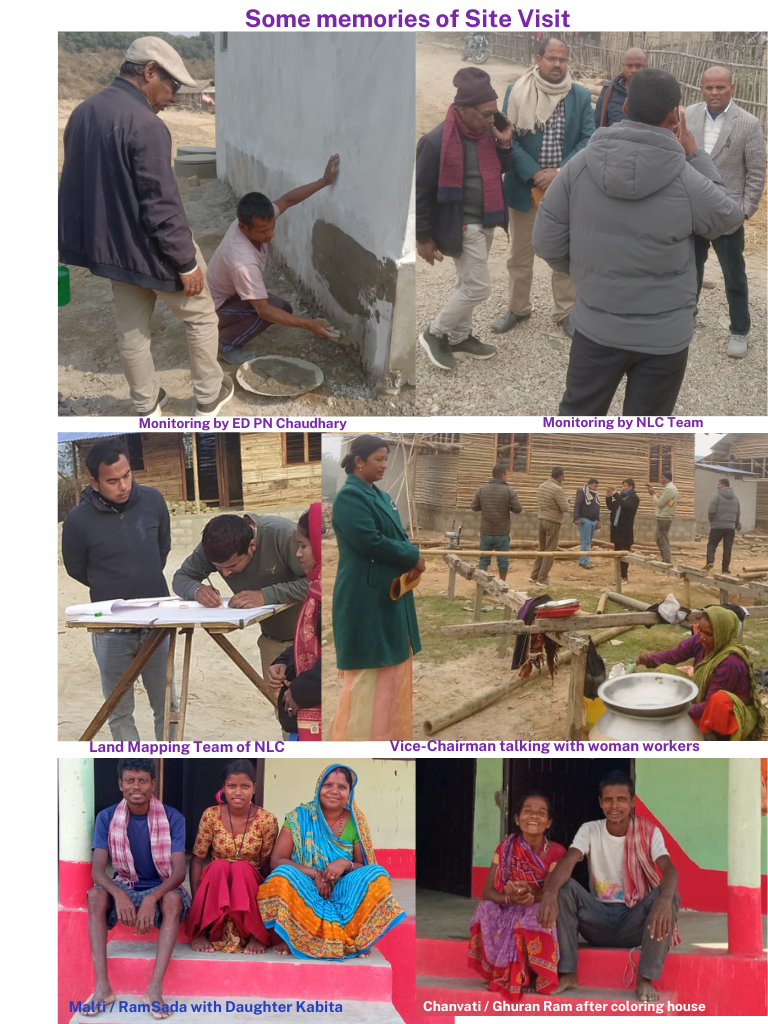 Some memories of Site Visit
Monitoring by ED PN Chaudhary
Monitoring by NLC Team
Land Mapping Team of NLC
Vice-Chairman talking with woman workers
Malti / RamSada with Daughter Kabita
Chanvati / Ghuran Ram after coloring house